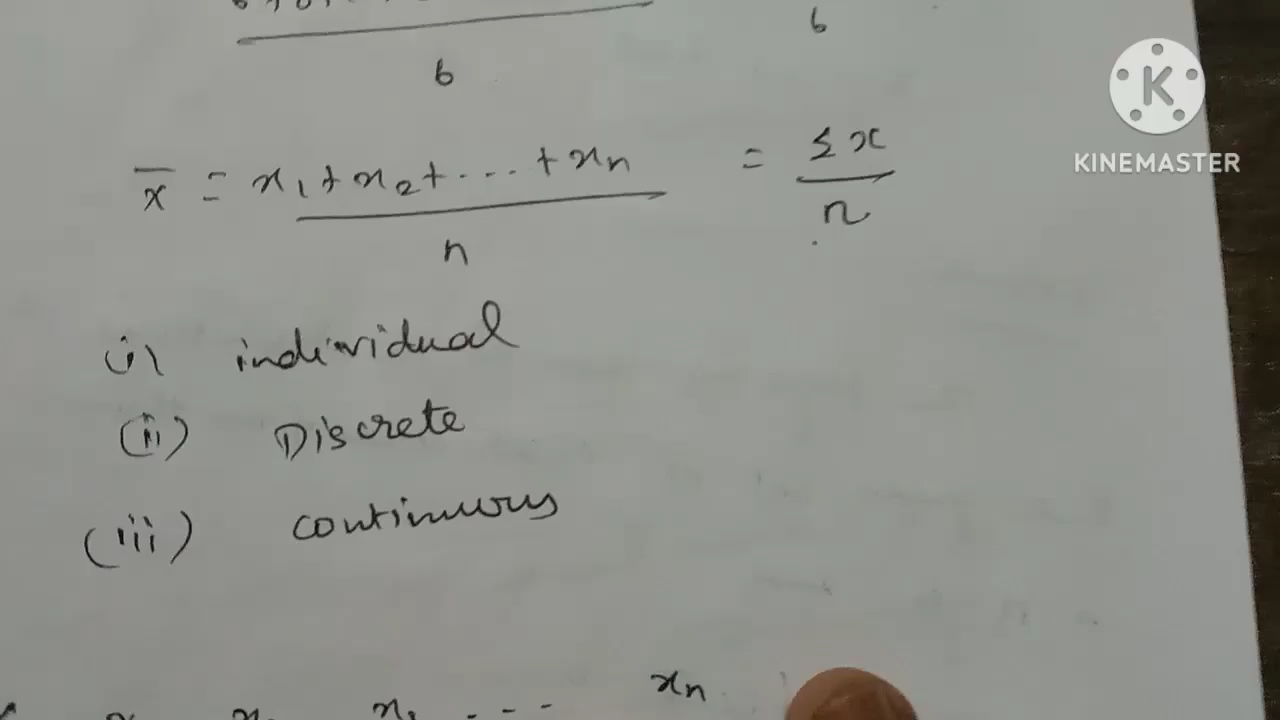 6 6
x̄ = x₁ + x₂ + ... + xₙ = Σx
n n
(i) individual
(ii) Discrete
(iii) continuous
xₙ
K
KINEMASTER